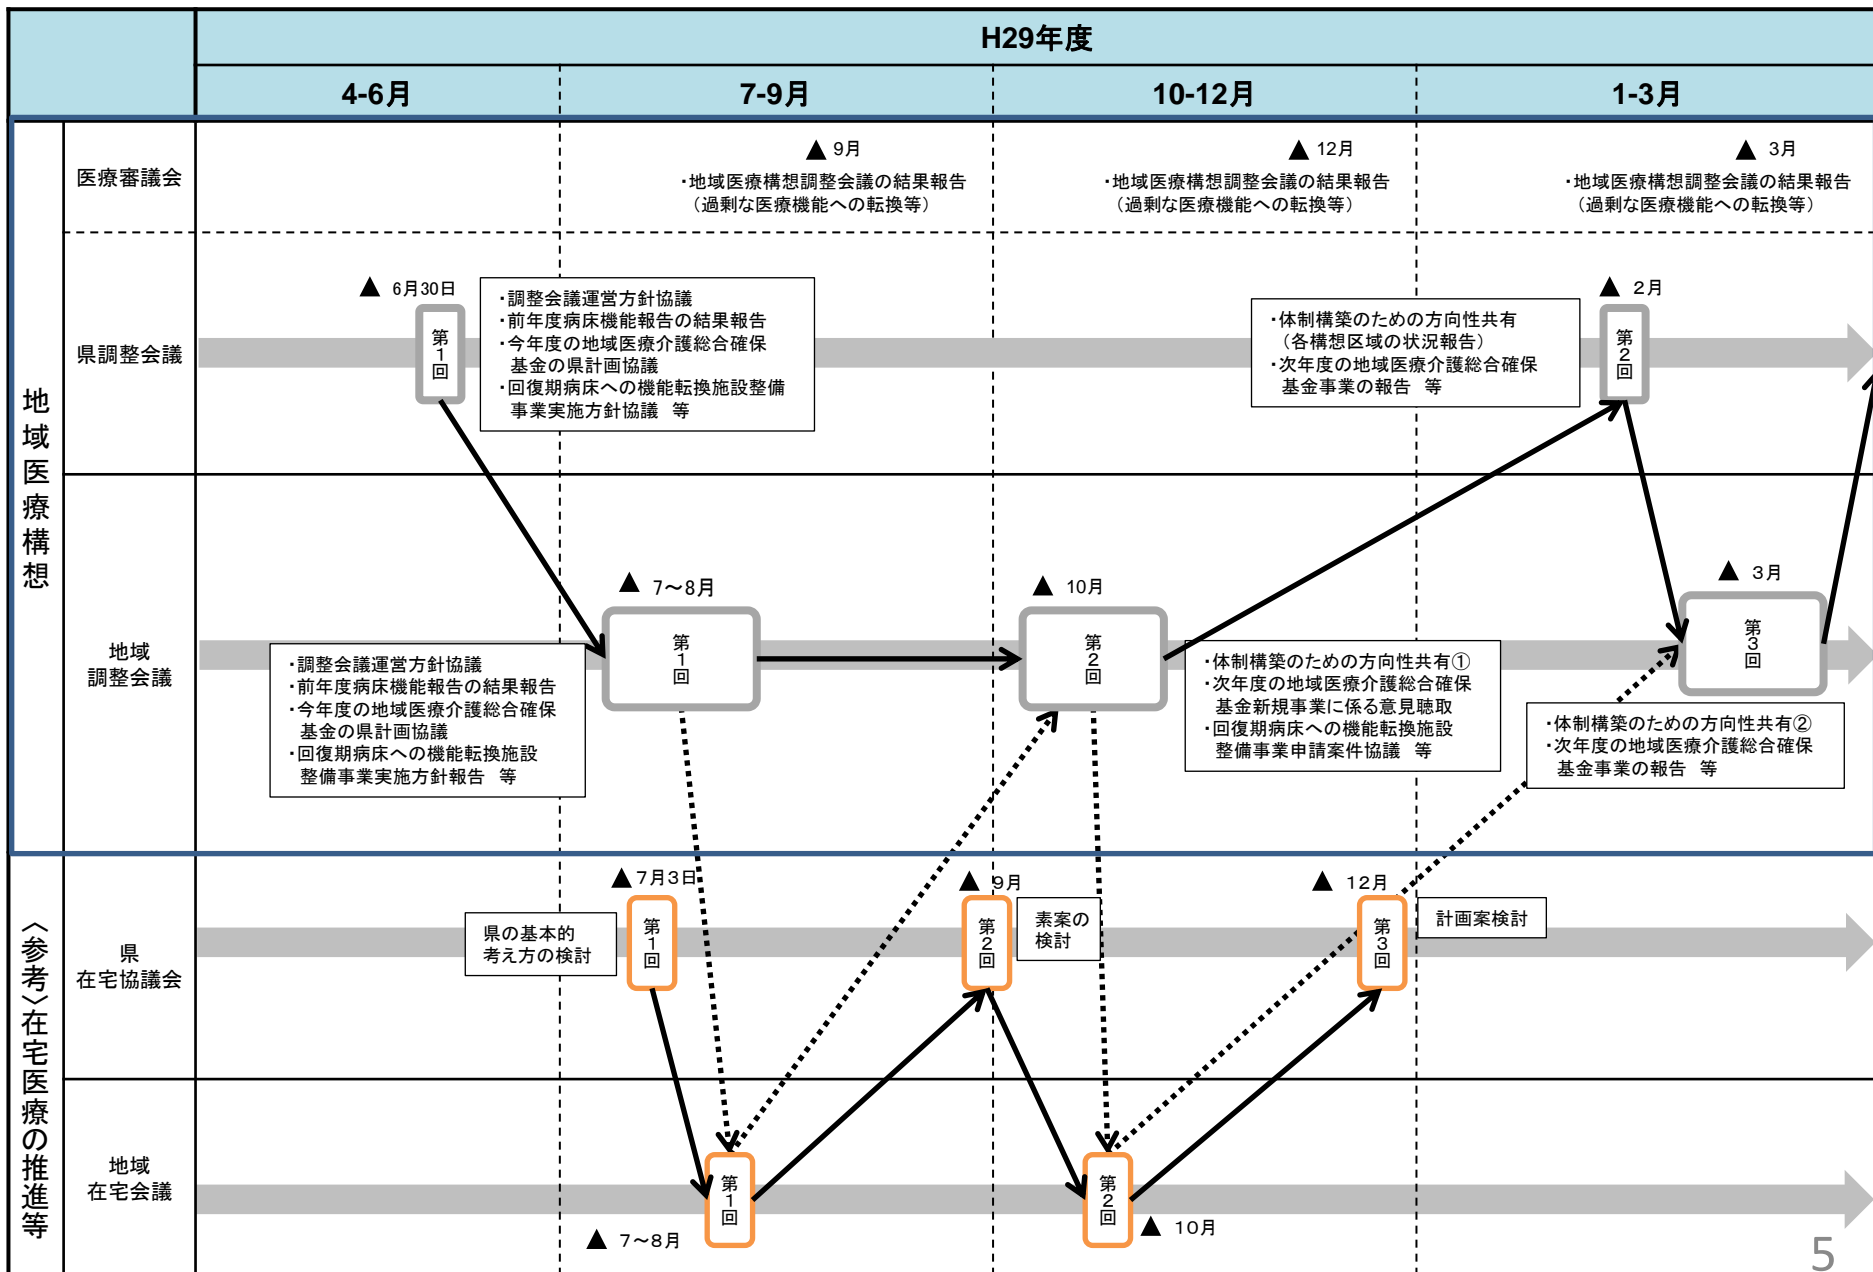 H29年度
4-6月
7-9月
10-12月
1-3月
地域医療構想
医療審議会
▲ 9月
・地域医療構想調整会議の結果報告
（過剰な医療機能への転換等）
▲ 12月
・地域医療構想調整会議の結果報告
（過剰な医療機能への転換等）
▲ 3月
・地域医療構想調整会議の結果報告
（過剰な医療機能への転換等）
県調整会議
▲ 6月30日
第1回
・調整会議運営方針協議
・前年度病床機能報告の結果報告
・今年度の地域医療介護総合確保
基金の県計画協議
・回復期病床への機能転換施設整備
事業実施方針協議　等
・体制構築のための方向性共有
（各構想区域の状況報告）
・次年度の地域医療介護総合確保
基金事業の報告　等
▲ 2月
第2回
地域
調整会議
・調整会議運営方針協議
・前年度病床機能報告の結果報告
・今年度の地域医療介護総合確保
基金の県計画協議
・回復期病床への機能転換施設
整備事業実施方針報告　等
▲ 7～8月
第1回
▲ 10月
第2回
・体制構築のための方向性共有①
・次年度の地域医療介護総合確保
基金新規事業に係る意見聴取
・回復期病床への機能転換施設
整備事業申請案件協議　等
▲ 3月
第3回
・体制構築のための方向性共有②
・次年度の地域医療介護総合確保
基金事業の報告　等
〈参考〉在宅医療の推進等
県
在宅協議会
県の基本的
考え方の検討
▲ 7月3日
第1回
▲ 9月
第2回
素案の
検討
▲ 12月
第3回
計画案検討
地域
在宅会議
▲ 7～8月
第1回
第2回
▲ 10月
5